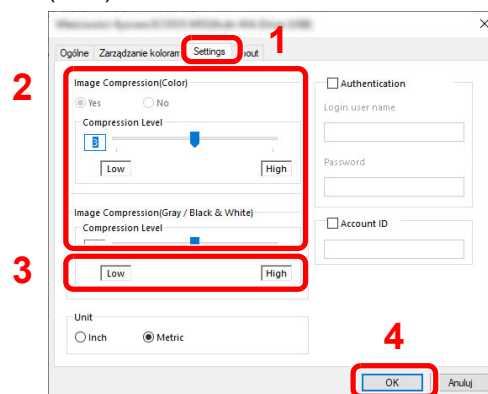 Ogólne Zarządzanie koloram Settings bout
1
2
Image Compression(Color)
Yes No
Compression Level
3
Low High
Image Compression(Gray / Black & White)
Compression Level
3
Low High
Unit
Inch Metric
Authentication
Login user name
Password
Account ID
4
OK Anuluj